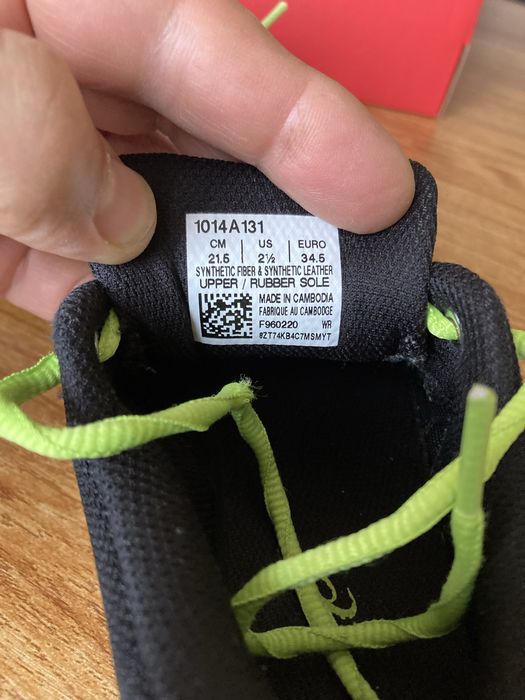 1014A131
CM US EURO
21.5 2½ 34.5
SYNTHETIC FIBER & SYNTHETIC LEATHER
UPPER / RUBBER SOLE
MADE IN CAMBODIA
FABRIQUE AU CAMBODGE
F960220 WR
#ZT74KB4C7MSMYT